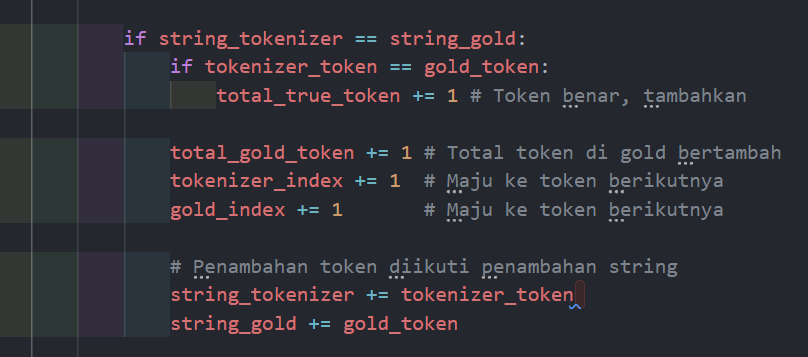 if string_tokenizer == string_gold:
if tokenizer_token == gold_token:
total_true_token += 1 # Token benar, tambahkan
total_gold_token += 1 # Total token di gold bertambah
tokenizer_index += 1  # Maju ke token berikutnya
gold_index += 1       # Maju ke token berikutnya
# Penambahan token diikuti penambahan string
string_tokenizer += tokenizer_token
string_gold += gold_token